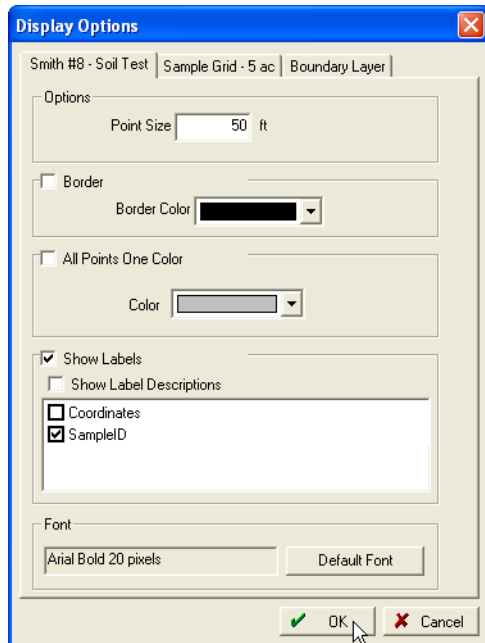 Display Options
Smith #8 - Soil Test Sample Grid - 5 ac Boundary Layer
Options
Point Size 50 ft
Border
Border Color
All Points One Color
Color
Show Labels
Show Label Descriptions
Coordinates
SampleID
Font
Arial Bold 20 pixels Default Font
OK Cancel